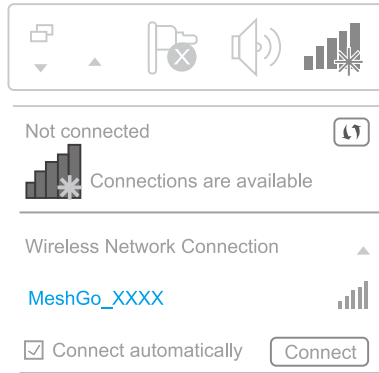 Not connected
Connections are available
Wireless Network Connection
MeshGo_XXXX
Connect automatically
Connect